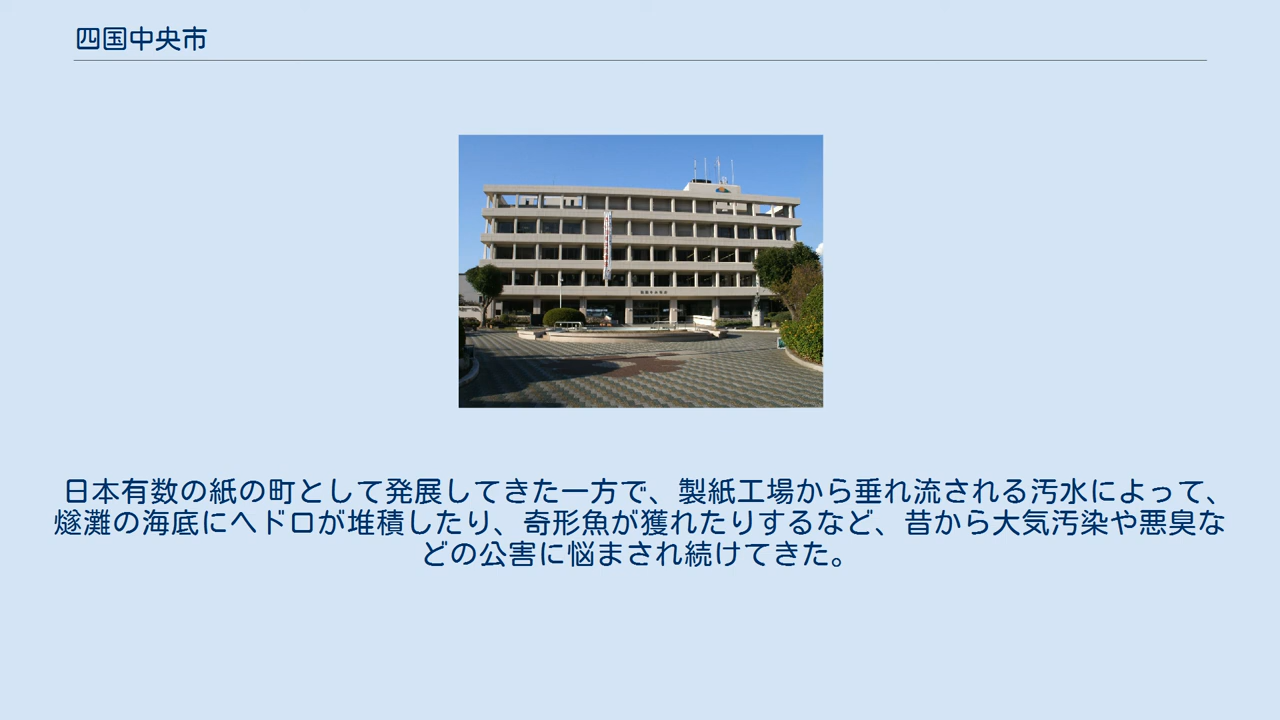 四国中央市
日本有数の紙の町として発展してきた一方で、製紙工場から垂れ流される汚水によって、
燧灘の海底にヘドロが堆積したり、奇形魚が獲れたりするなど、昔から大気汚染や悪臭な
どの公害に悩まされ続けてきた。